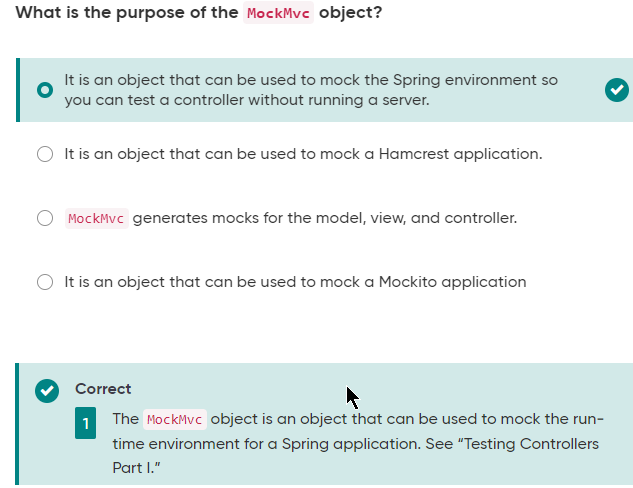 What is the purpose of the MockMvc object?
It is an object that can be used to mock the Spring environment so
you can test a controller without running a server.
It is an object that can be used to mock a Hamcrest application.
MockMvc generates mocks for the model, view, and controller.
It is an object that can be used to mock a Mockito application
Correct
1
The MockMvc object is an object that can be used to mock the run-
time environment for a Spring application. See “Testing Controllers
Part I.”